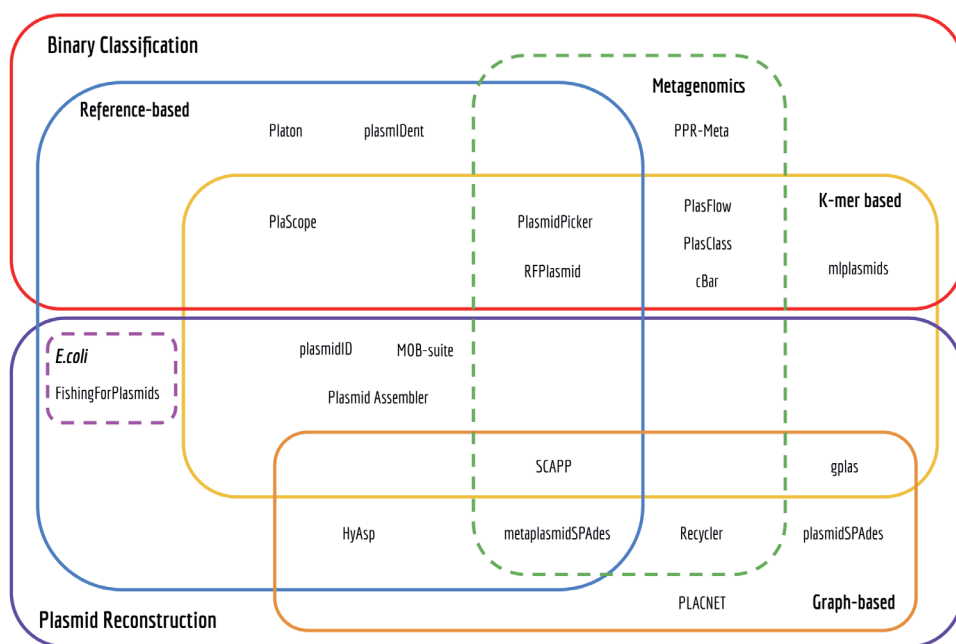 Binary Classification
Reference-based
Metagenomics
Platon
plasmIDent
PPR-Meta
K-mer based
PlaScope
PlasmidPicker
PlasFlow
PlasClass
RFPlasmid
cBar
mlplasmids
E.coli
FishingForPlasmids
plasmidID
MOB-suite
Plasmid Assembler
SCAPP
gplas
HyAsp
metaplasmidSPAdes
Recycler
plasmidSPAdes
PLACNET
Graph-based
Plasmid Reconstruction